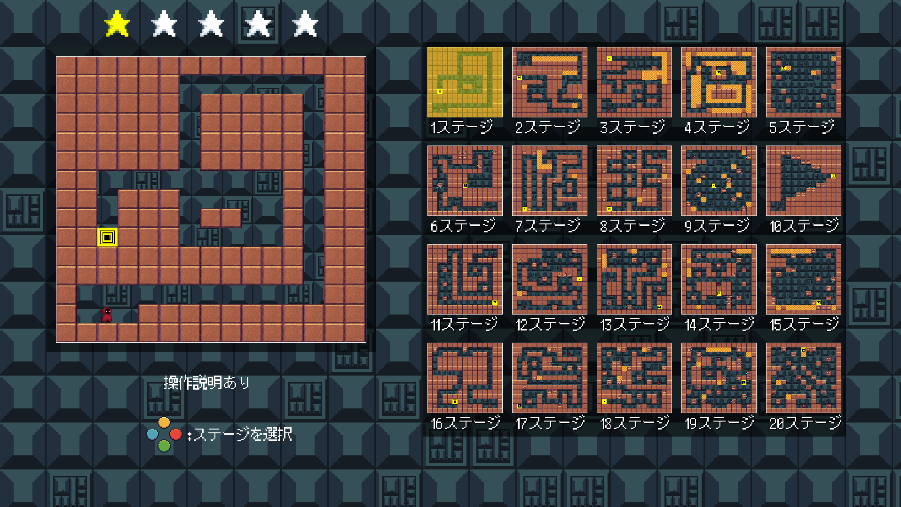 1ステージ
2ステージ
3ステージ
4ステージ
5ステージ
6ステージ
7ステージ
8ステージ
9ステージ
10ステージ
11ステージ
12ステージ
13ステージ
14ステージ
15ステージ
16ステージ
17ステージ
18ステージ
19ステージ
20ステージ
操作説明あり
:ステージを選択